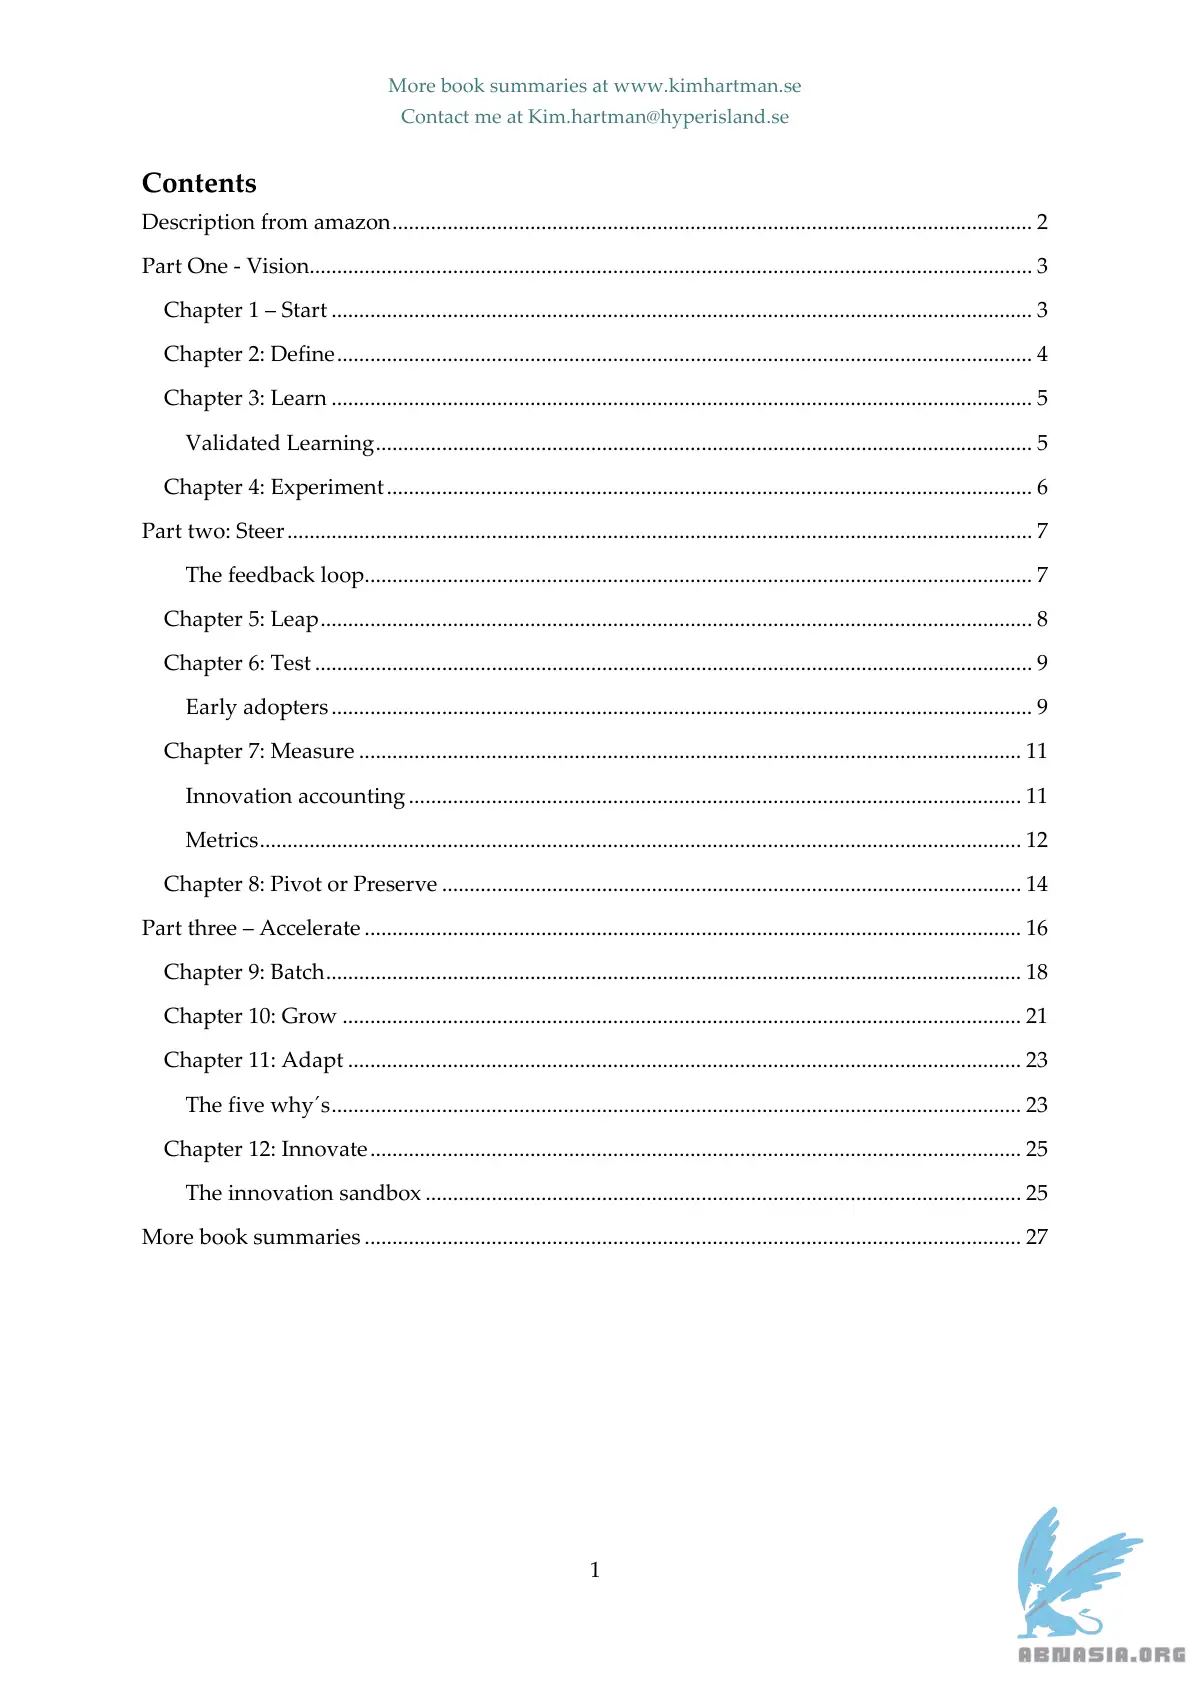 More book summaries at www.kimhartman.se
Contact me at Kim.hartman@hyperisland.se
Contents
Description from amazon 2
Part One - Vision 3
Chapter 1 – Start 3
Chapter 2: Define 4
Chapter 3: Learn 5
Validated Learning 5
Chapter 4: Experiment 6
Part two: Steer 7
The feedback loop 7
Chapter 5: Leap 8
Chapter 6: Test 9
Early adopters 9
Chapter 7: Measure 11
Innovation accounting 11
Metrics 12
Chapter 8: Pivot or Preserve 14
Part three – Accelerate 16
Chapter 9: Batch 18
Chapter 10: Grow 21
Chapter 11: Adapt 23
The five why´s 23
Chapter 12: Innovate 25
The innovation sandbox 25
More book summaries 27
1
ABNASIA.ORG